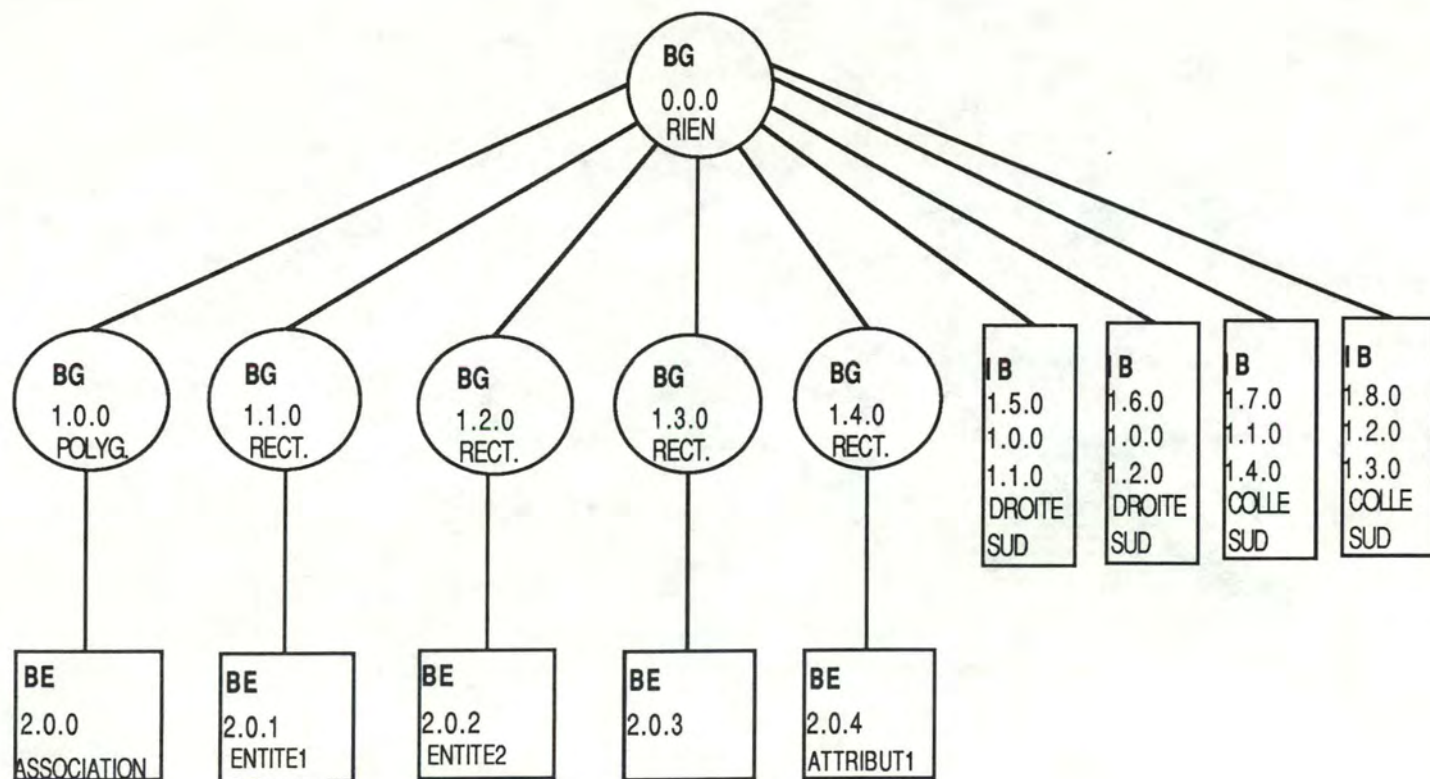 BG
0.0.0
RIEN
BG
1.0.0
POLYG.
BG
1.1.0
RECT.
BG
1.2.0
RECT.
BG
1.3.0
RECT.
BG
1.4.0
RECT.
IB
1.5.0
1.0.0
1.1.0
DROITE
SUD
IB
1.6.0
1.0.0
1.2.0
DROITE
SUD
IB
1.7.0
1.1.0
1.4.0
COLLE
SUD
IB
1.8.0
1.2.0
1.3.0
COLLE
SUD
BE
2.0.0
ASSOCIATION
BE
2.0.1
ENTITE1
BE
2.0.2
ENTITE2
BE
2.0.3
BE
2.0.4
ATTRIBUT1